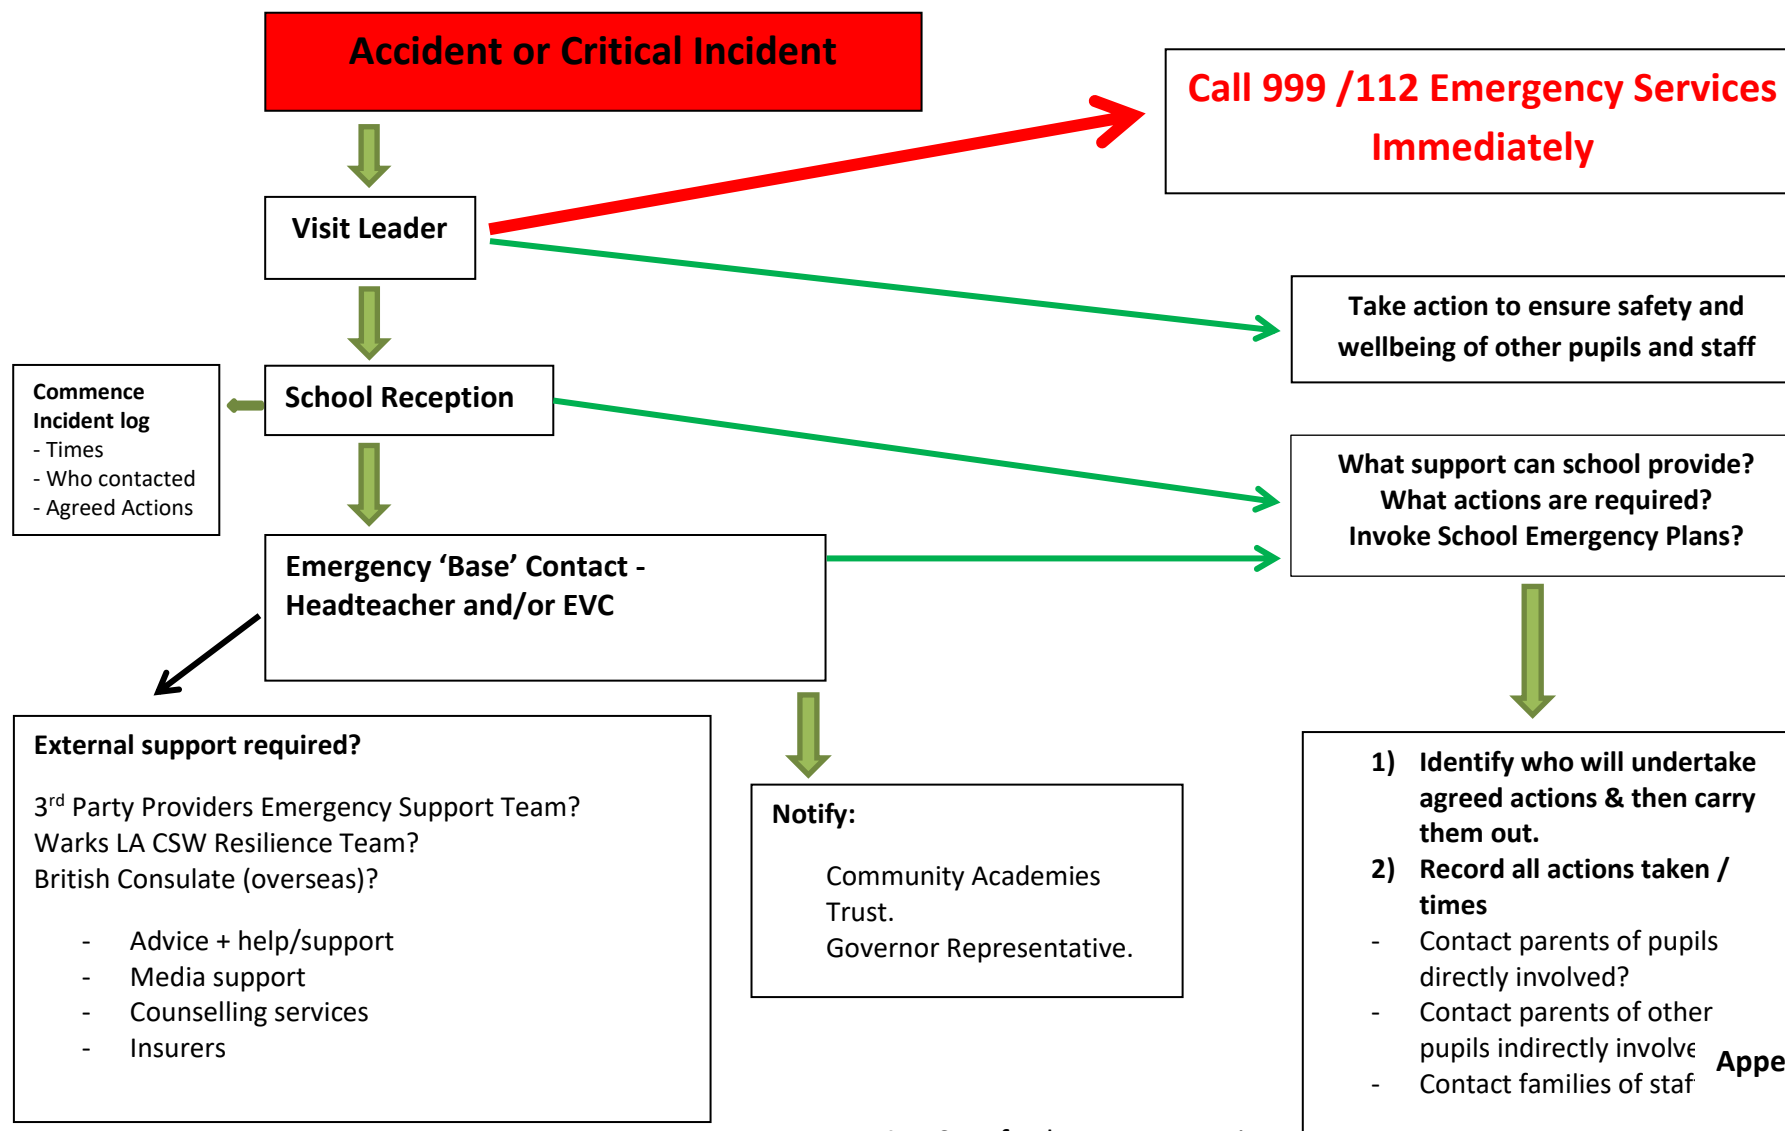 Accident or Critical Incident
Call 999 /112 Emergency Services
Immediately
Visit Leader
Take action to ensure safety and
wellbeing of other pupils and staff
Commence
Incident log
- Times
- Who contacted
- Agreed Actions
School Reception
What support can school provide?
What actions are required?
Invoke School Emergency Plans?
Emergency ‘Base’ Contact -
Headteacher and/or EVC
External support required?
3rd Party Providers Emergency Support Team?
Warks LA CSW Resilience Team?
British Consulate (overseas)?
- Advice + help/support
- Media support
- Counselling services
- Insurers
Notify:
Community Academies
Trust.
Governor Representative.
1) Identify who will undertake
agreed actions & then carry
them out.
2) Record all actions taken /
times
- Contact parents of pupils
directly involved?
- Contact parents of other
pupils indirectly involve
- Contact families of staf
Appe